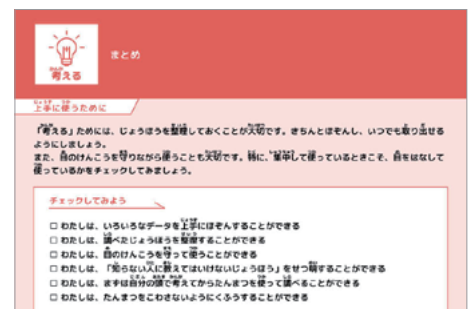 まとめ
考える
上手に使うために
「考える」ためには、じょうほうを整理しておくことが大切です。きちんとほぞんし、いつでも取り出せる
ようにしましょう。
また、目のけんこうを守りながら使うことも大切です。特に、集中して使っているときこそ、目をはなして
使っているかをチェックしてみましょう。
チェックしてみよう
□ わたしは、いろいろなデータを上手にほぞんすることができる
□ わたしは、調べたじょうほうを整理することができる
□ わたしは、目のけんこうを守って使うことができる
□ わたしは、「知らない人に教えてはいけないじょうほう」をせつ明することができる
□ わたしは、まずは自分の頭で考えてからたんまつを使って調べることができる
□ わたしは、たんまつをこわさないようにくふうすることができる